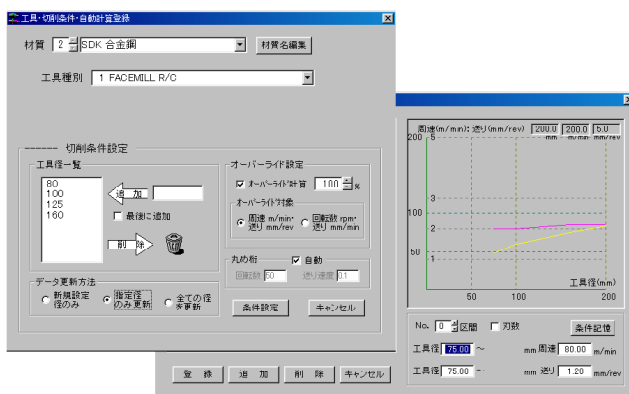 工具・切削条件・自動計算登録
材質 2 SDK 合金鋼 材質名編集
工具種別 1 FACEMILL R/C
切削条件設定
工具径一覧
80
100
125
160
追 加
最後に追加
削 除
オーバーライド設定
オーバーライド計算 100 %
オーバーライド対象
周速 m/min・
送り mm/rev
回転数 rpm・
送り mm/min
丸め桁 自動
回転数 50 送り速度 0.1
データ更新方法
新規設定
径のみ
指定径
のみ更新
全ての径
を更新
条件設定 キャンセル
周速(m/min): 送り(mm/rev) 200.0 200.0 5.0
mm m/min mm/rev
200 5
3
100
2
50
1
工具径(mm)
50 100 200
No. 0 区間 刃数 条件記憶
工具径 75.00 ～ mm 周速 80.00 m/min
工具径 75.00 ～ mm 送り 1.20 mm/rev
登 録 追 加 削 除 キャンセル